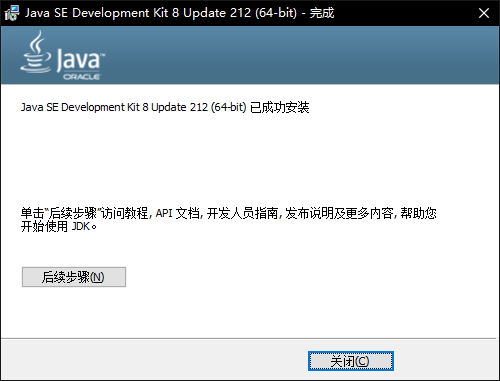 Java SE Development Kit 8 Update 212 (64-bit) - 完成
Java
ORACLE
Java SE Development Kit 8 Update 212 (64-bit) 已成功安装
单击“后续步骤”访问教程, API 文档, 开发人员指南, 发布说明及更多内容, 帮助您
开始使用 JDK。
后续步骤(N)
关闭(C)